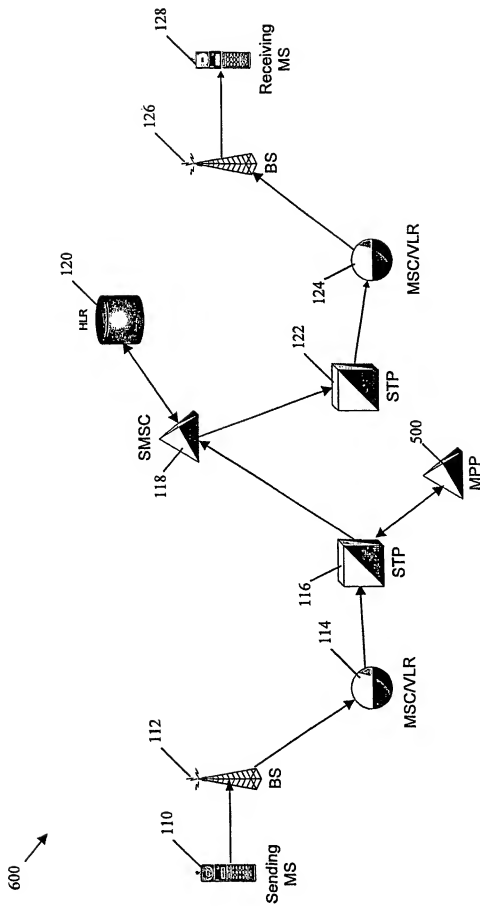 600
110
Sending
MS
112
BS
114
MSC/VLR
116
STP
500
MPP
SMSC
118
HLR
120
122
STP
124
MSC/VLR
126
BS
128
Receiving
MS